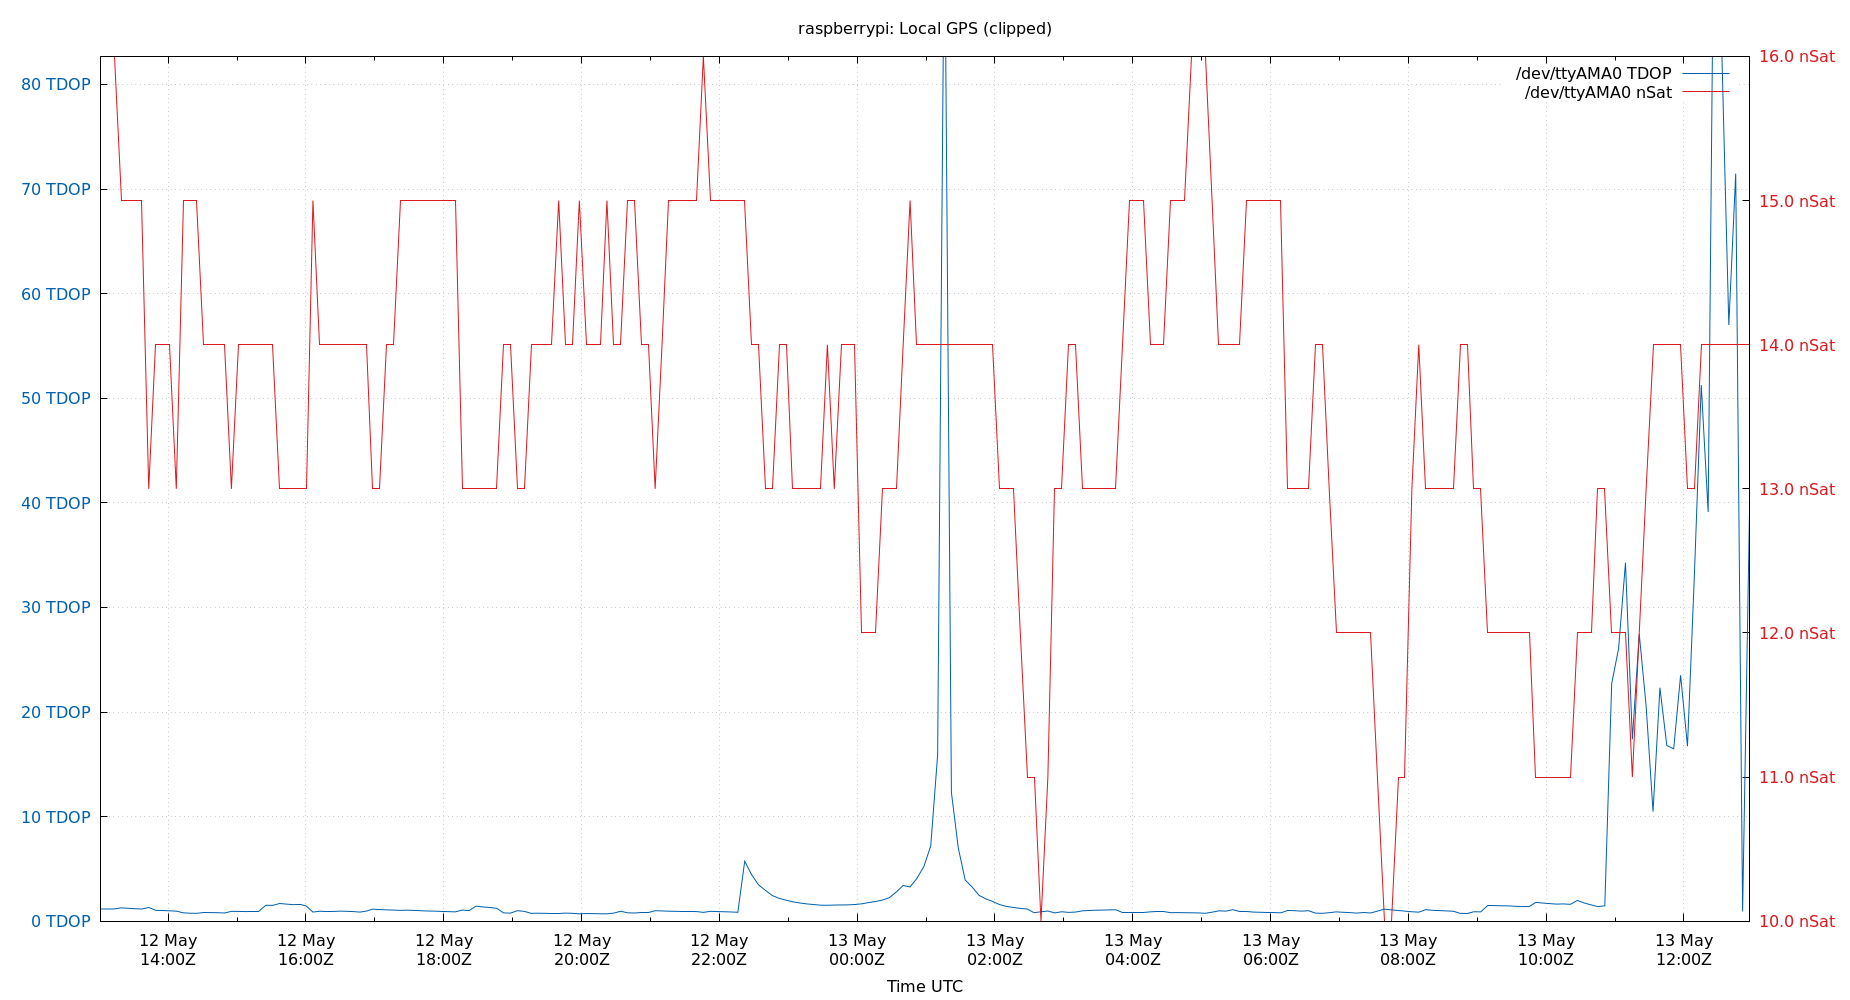 raspberrypi: Local GPS (clipped)
/dev/ttyAMA0 TDOP
/dev/ttyAMA0 nSat
80 TDOP
70 TDOP
60 TDOP
50 TDOP
40 TDOP
30 TDOP
20 TDOP
10 TDOP
0 TDOP
16.0 nSat
15.0 nSat
14.0 nSat
13.0 nSat
12.0 nSat
11.0 nSat
10.0 nSat
12 May
14:00Z
12 May
16:00Z
12 May
18:00Z
12 May
20:00Z
12 May
22:00Z
13 May
00:00Z
13 May
02:00Z
13 May
04:00Z
13 May
06:00Z
13 May
08:00Z
13 May
10:00Z
13 May
12:00Z
Time UTC